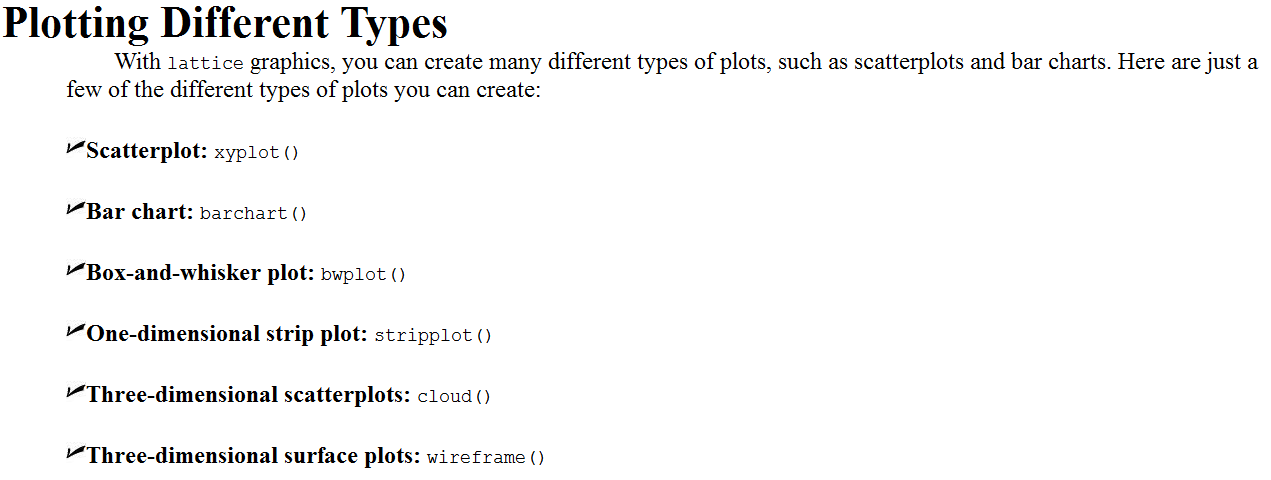 Plotting Different Types
With lattice graphics, you can create many different types of plots, such as scatterplots and bar charts. Here are just a
few of the different types of plots you can create:
Scatterplot: xyplot()
Bar chart: barchart()
Box-and-whisker plot: bwplot()
One-dimensional strip plot: stripplot()
Three-dimensional scatterplots: cloud()
Three-dimensional surface plots: wireframe()